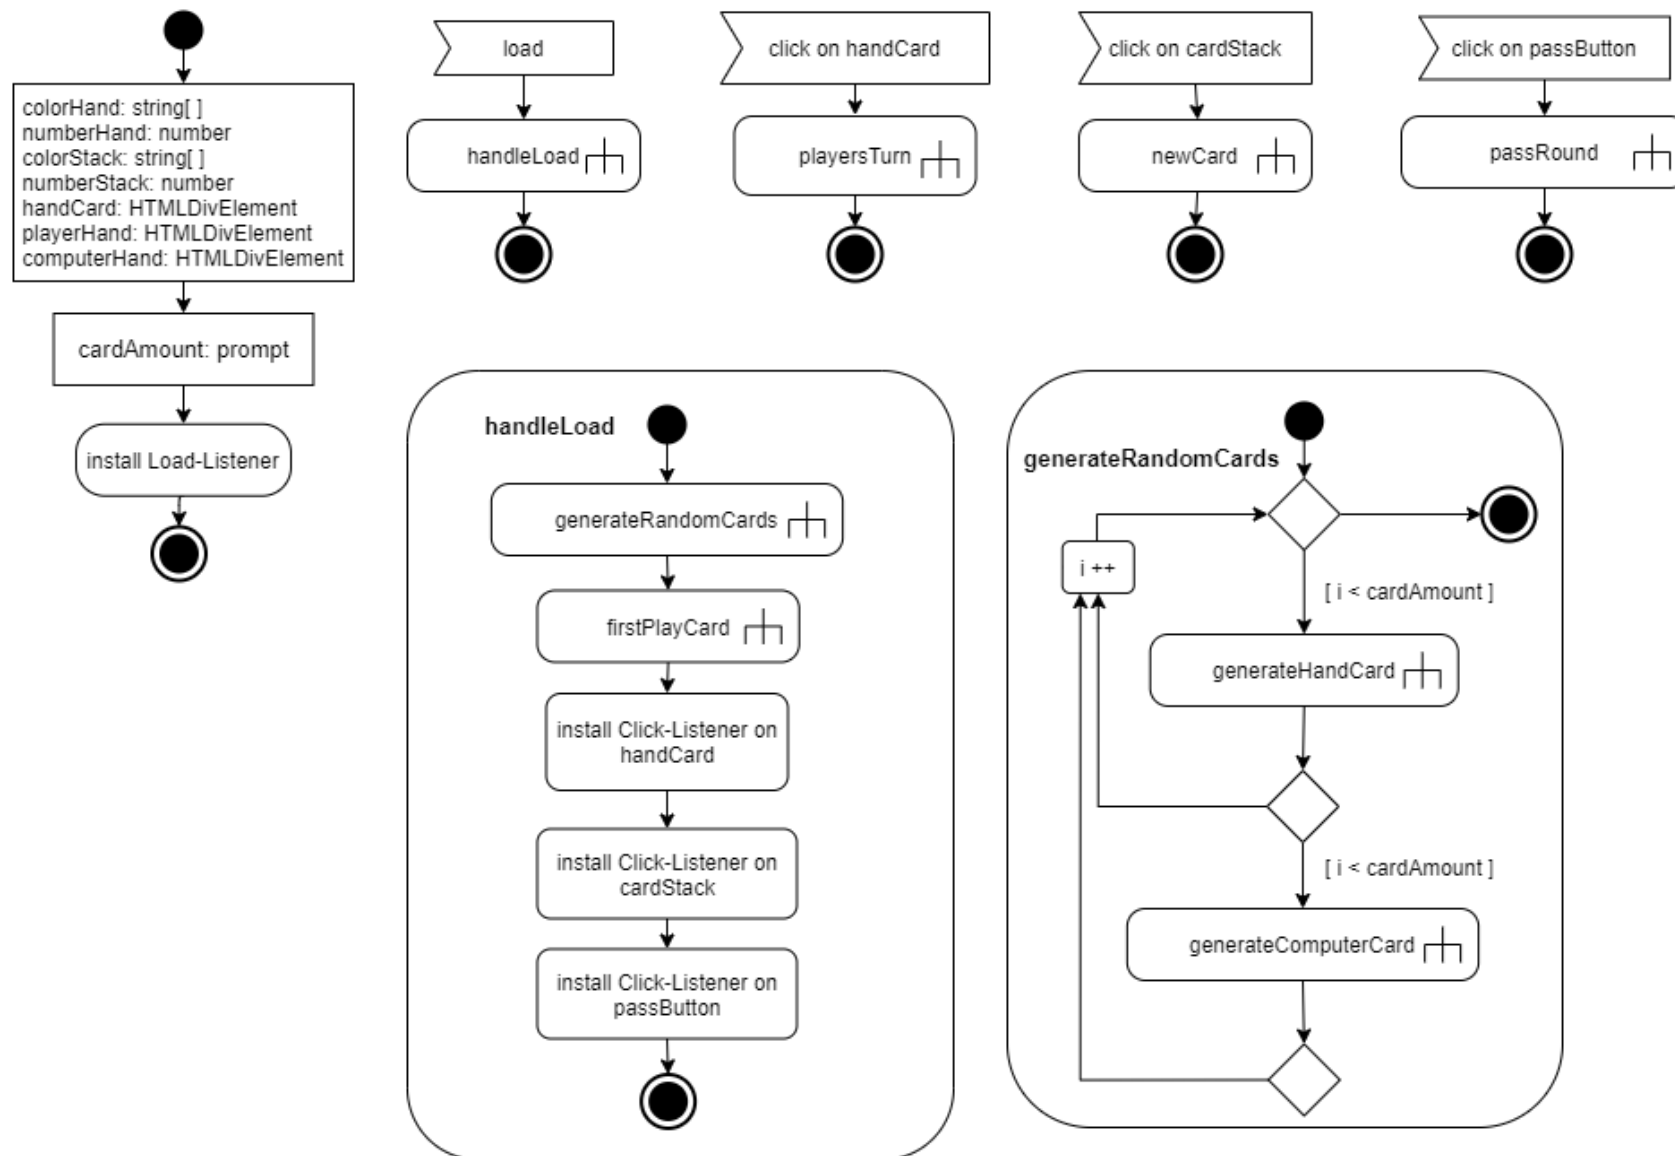 colorHand: string[ ]
numberHand: number
colorStack: string[ ]
numberStack: number
handCard: HTMLDivElement
playerHand: HTMLDivElement
computerHand: HTMLDivElement
cardAmount: prompt
install Load-Listener
load
handleLoad
click on handCard
playersTurn
click on cardStack
newCard
click on passButton
passRound
handleLoad
generateRandomCards
firstPlayCard
install Click-Listener on
handCard
install Click-Listener on
cardStack
install Click-Listener on
passButton
generateRandomCards
i ++
[ i < cardAmount ]
generateHandCard
[ i < cardAmount ]
generateComputerCard